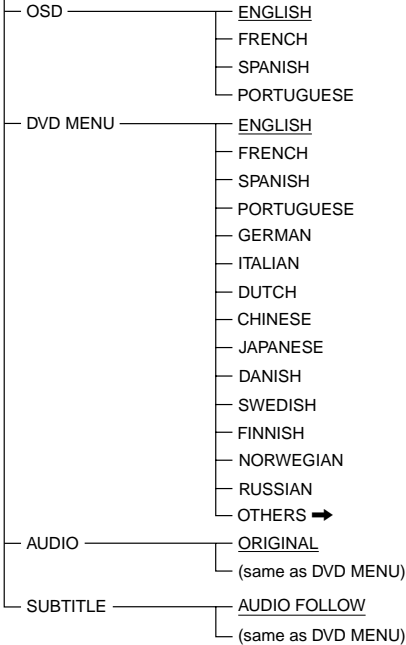 OSD ENGLISH
FRENCH
SPANISH
PORTUGUESE
DVD MENU ENGLISH
FRENCH
SPANISH
PORTUGUESE
GERMAN
ITALIAN
DUTCH
CHINESE
JAPANESE
DANISH
SWEDISH
FINNISH
NORWEGIAN
RUSSIAN
OTHERS ➡
AUDIO ORIGINAL
(same as DVD MENU)
SUBTITLE AUDIO FOLLOW
(same as DVD MENU)